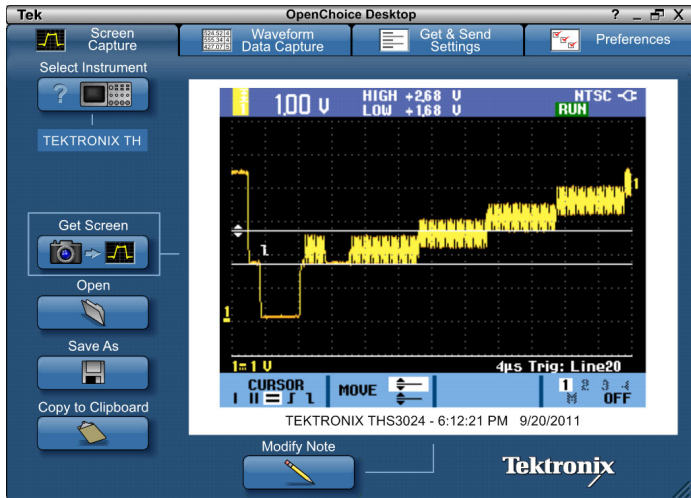 Tek OpenChoice Desktop
Screen Capture
Waveform Data Capture
Get & Send Settings
Preferences
Select Instrument
TEKTRONIX TH
Get Screen
Open
Save As
Copy to Clipboard
1.00 V
HIGH +2.68 V
LOW +1.68 V
NTSC
RUN
1
1
1= 1 V
4µs Trig: Line20
CURSOR
MOVE
1 2 3 4
M OFF
TEKTRONIX THS3024 - 6:12:21 PM 9/20/2011
Modify Note
Tektronix